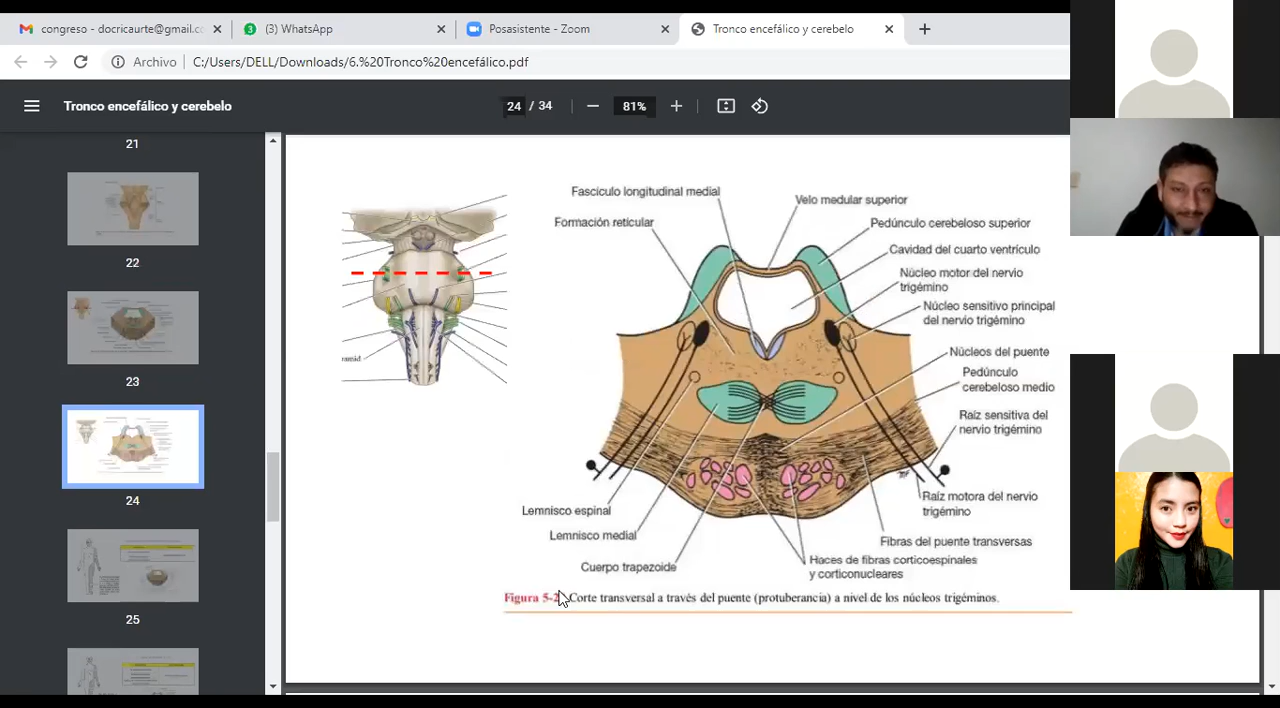 congreso - docricaurte@gmail.cc
(3) WhatsApp
Posasistente - Zoom
Tronco encefálico y cerebelo
Archivo
C:/Users/DELL/Downloads/6.%20Tronco%20encefálico.pdf
Tronco encefálico y cerebelo
24 / 34
81%
21
22
23
24
25
Fascículo longitudinal medial
Formación reticular
Velo medular superior
Pedúnculo cerebeloso superior
Cavidad del cuarto ventrículo
Núcleo motor del nervio
trigémino
Núcleo sensitivo principal
del nervio trigémino
Núcleos del puente
Pedúnculo
cerebeloso medio
Raíz sensitiva del
nervio trigémino
Raíz motora del nervio
trigémino
Fibras del puente transversas
Haces de fibras corticoespinales
y corticonucleares
Lemnisco espinal
Lemnisco medial
Cuerpo trapezoide
Figura 5-2 Corte transversal a través del puente (protuberancia) a nivel de los núcleos trigéminos.